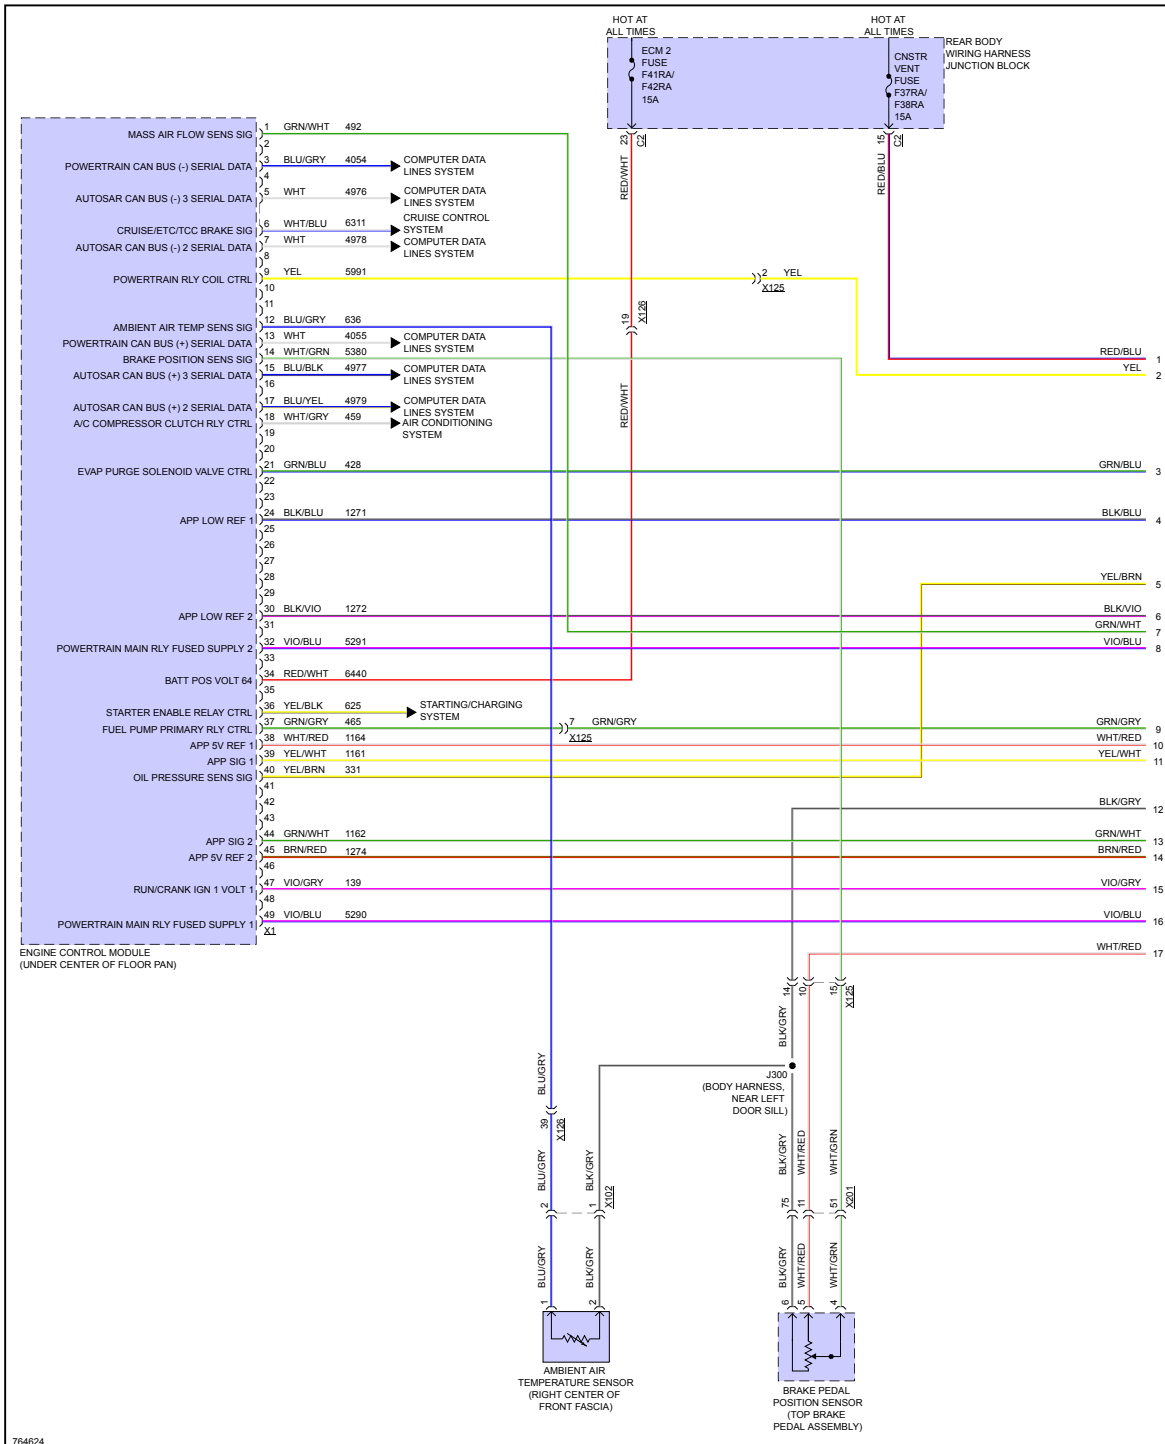 HOT AT
ALL TIMES
HOT AT
ALL TIMES
ECM 2
FUSE
F41RA/
F42RA
15A
CNSTR
VENT
FUSE
F37RA/
F38RA
15A
REAR BODY
WIRING HARNESS
JUNCTION BLOCK
23
C2
15
C2
RED/WHT
RED/BLU
MASS AIR FLOW SENS SIG 1 GRN/WHT 492
2
POWERTRAIN CAN BUS (-) SERIAL DATA 3 BLU/GRY 4054 COMPUTER DATA
LINES SYSTEM
4
AUTOSAR CAN BUS (-) 3 SERIAL DATA 5 WHT 4976 COMPUTER DATA
LINES SYSTEM
CRUISE/ETC/TCC BRAKE SIG 6 WHT/BLU 6311 CRUISE CONTROL
SYSTEM
AUTOSAR CAN BUS (-) 2 SERIAL DATA 7 WHT 4978 COMPUTER DATA
LINES SYSTEM
8
POWERTRAIN RLY COIL CTRL 9 YEL 5991 2 YEL
X125
10
11
19
X126
AMBIENT AIR TEMP SENS SIG 12 BLU/GRY 636
POWERTRAIN CAN BUS (+) SERIAL DATA 13 WHT 4055 COMPUTER DATA
LINES SYSTEM
BRAKE POSITION SENS SIG 14 WHT/GRN 5380
RED/BLU 1
AUTOSAR CAN BUS (+) 3 SERIAL DATA 15 BLU/BLK 4977 COMPUTER DATA
LINES SYSTEM
YEL 2
16
AUTOSAR CAN BUS (+) 2 SERIAL DATA 17 BLU/YEL 4979 COMPUTER DATA
LINES SYSTEM
A/C COMPRESSOR CLUTCH RLY CTRL 18 WHT/GRY 459 AIR CONDITIONING
SYSTEM
RED/WHT
19
20
EVAP PURGE SOLENOID VALVE CTRL 21 GRN/BLU 428 GRN/BLU 3
22
23
APP LOW REF 1 24 BLK/BLU 1271 BLK/BLU 4
25
26
27
28
YEL/BRN 5
29
APP LOW REF 2 30 BLK/VIO 1272 BLK/VIO 6
31
GRN/WHT 7
POWERTRAIN MAIN RLY FUSED SUPPLY 2 32 VIO/BLU 5291 VIO/BLU 8
33
BATT POS VOLT 64 34 RED/WHT 6440
35
STARTER ENABLE RELAY CTRL 36 YEL/BLK 625 STARTING/CHARGING
SYSTEM
FUEL PUMP PRIMARY RLY CTRL 37 GRN/GRY 465 7 GRN/GRY GRN/GRY 9
X125
APP 5V REF 1 38 WHT/RED 1164 WHT/RED 10
APP SIG 1 39 YEL/WHT 1161 YEL/WHT 11
OIL PRESSURE SENS SIG 40 YEL/BRN 331
41
42
BLK/GRY 12
43
APP SIG 2 44 GRN/WHT 1162 GRN/WHT 13
APP 5V REF 2 45 BRN/RED 1274 BRN/RED 14
46
RUN/CRANK IGN 1 VOLT 1 47 VIO/GRY 139 VIO/GRY 15
48
POWERTRAIN MAIN RLY FUSED SUPPLY 1 49 VIO/BLU 5290 VIO/BLU 16
X1
ENGINE CONTROL MODULE
(UNDER CENTER OF FLOOR PAN)
WHT/RED 17
14 10 15 X125
BLK/GRY
J300
(BODY HARNESS,
NEAR LEFT
DOOR SILL)
BLU/GRY
39 X126
BLU/GRY BLK/GRY
BLK/GRY WHT/RED WHT/GRN
2 1 X102
75 11 51 X201
BLU/GRY BLK/GRY
BLK/GRY WHT/RED WHT/GRN
1 2
6 5 4
AMBIENT AIR
TEMPERATURE SENSOR
(RIGHT CENTER OF
FRONT FASCIA)
BRAKE PEDAL
POSITION SENSOR
(TOP BRAKE
PEDAL ASSEMBLY)
764624